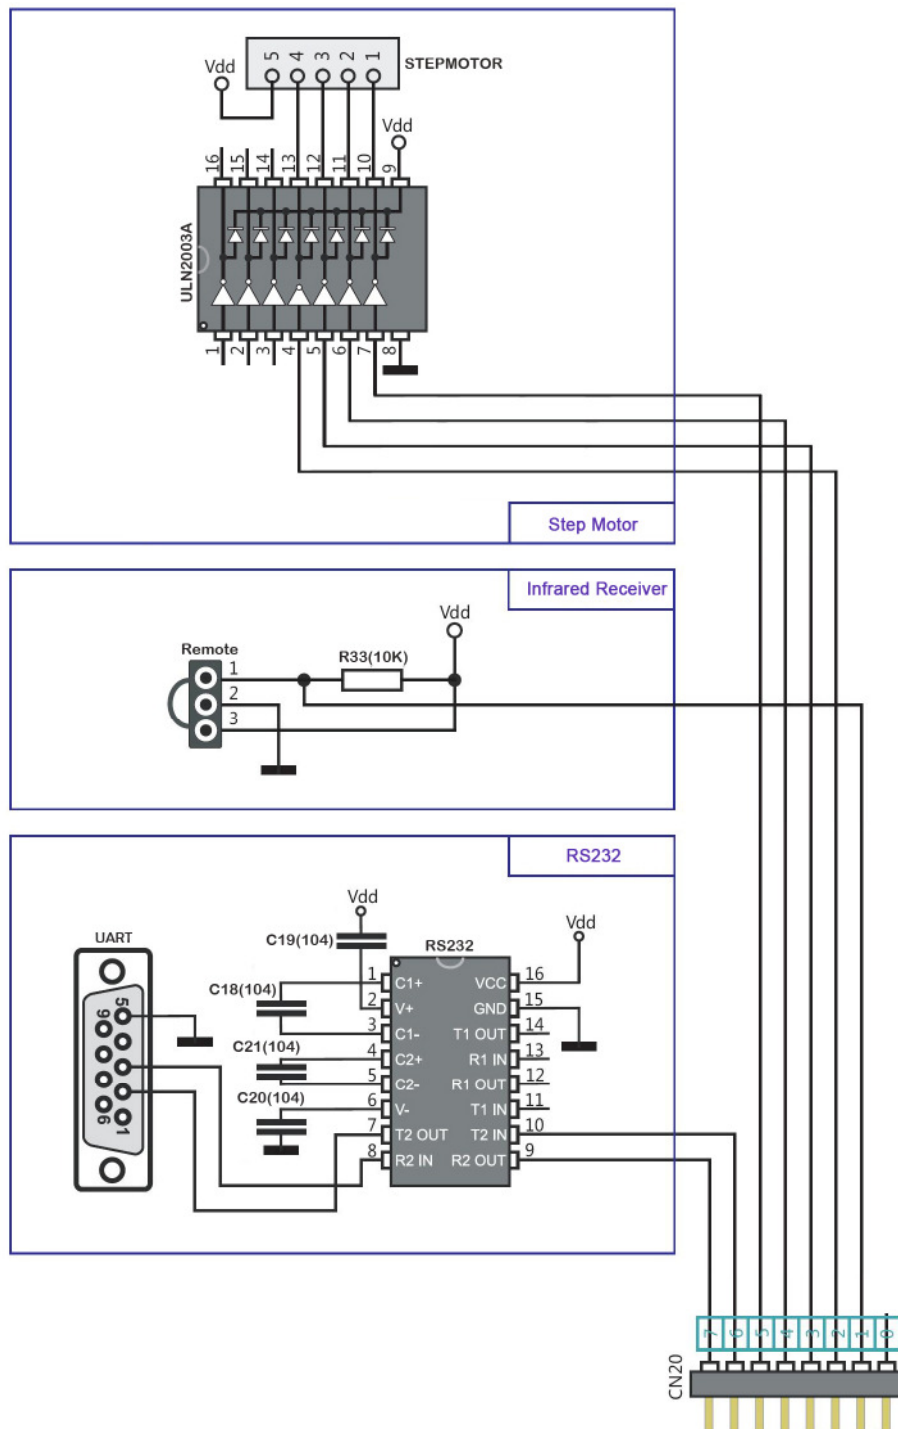 Vdd
5 4 3 2 1
STEPMOTOR
Vdd
16 15 14 13 12 11 10 9
ULN2003A
1 2 3 4 5 6 7 8
Step Motor
Infrared Receiver
Vdd
Remote
R33(10K)
1
2
3
RS232
Vdd
Vdd
UART
C19(104)
RS232
1 C1+ VCC 16
C18(104)
2 V+ GND 15
3 C1- T1 OUT 14
C21(104)
4 C2+ R1 IN 13
5 C2- R1 OUT 12
C20(104)
6 V- T1 IN 11
7 T2 OUT T2 IN 10
8 R2 IN R2 OUT 9
5
9
6
1
7 6 5 4 3 2 1 0
CN20